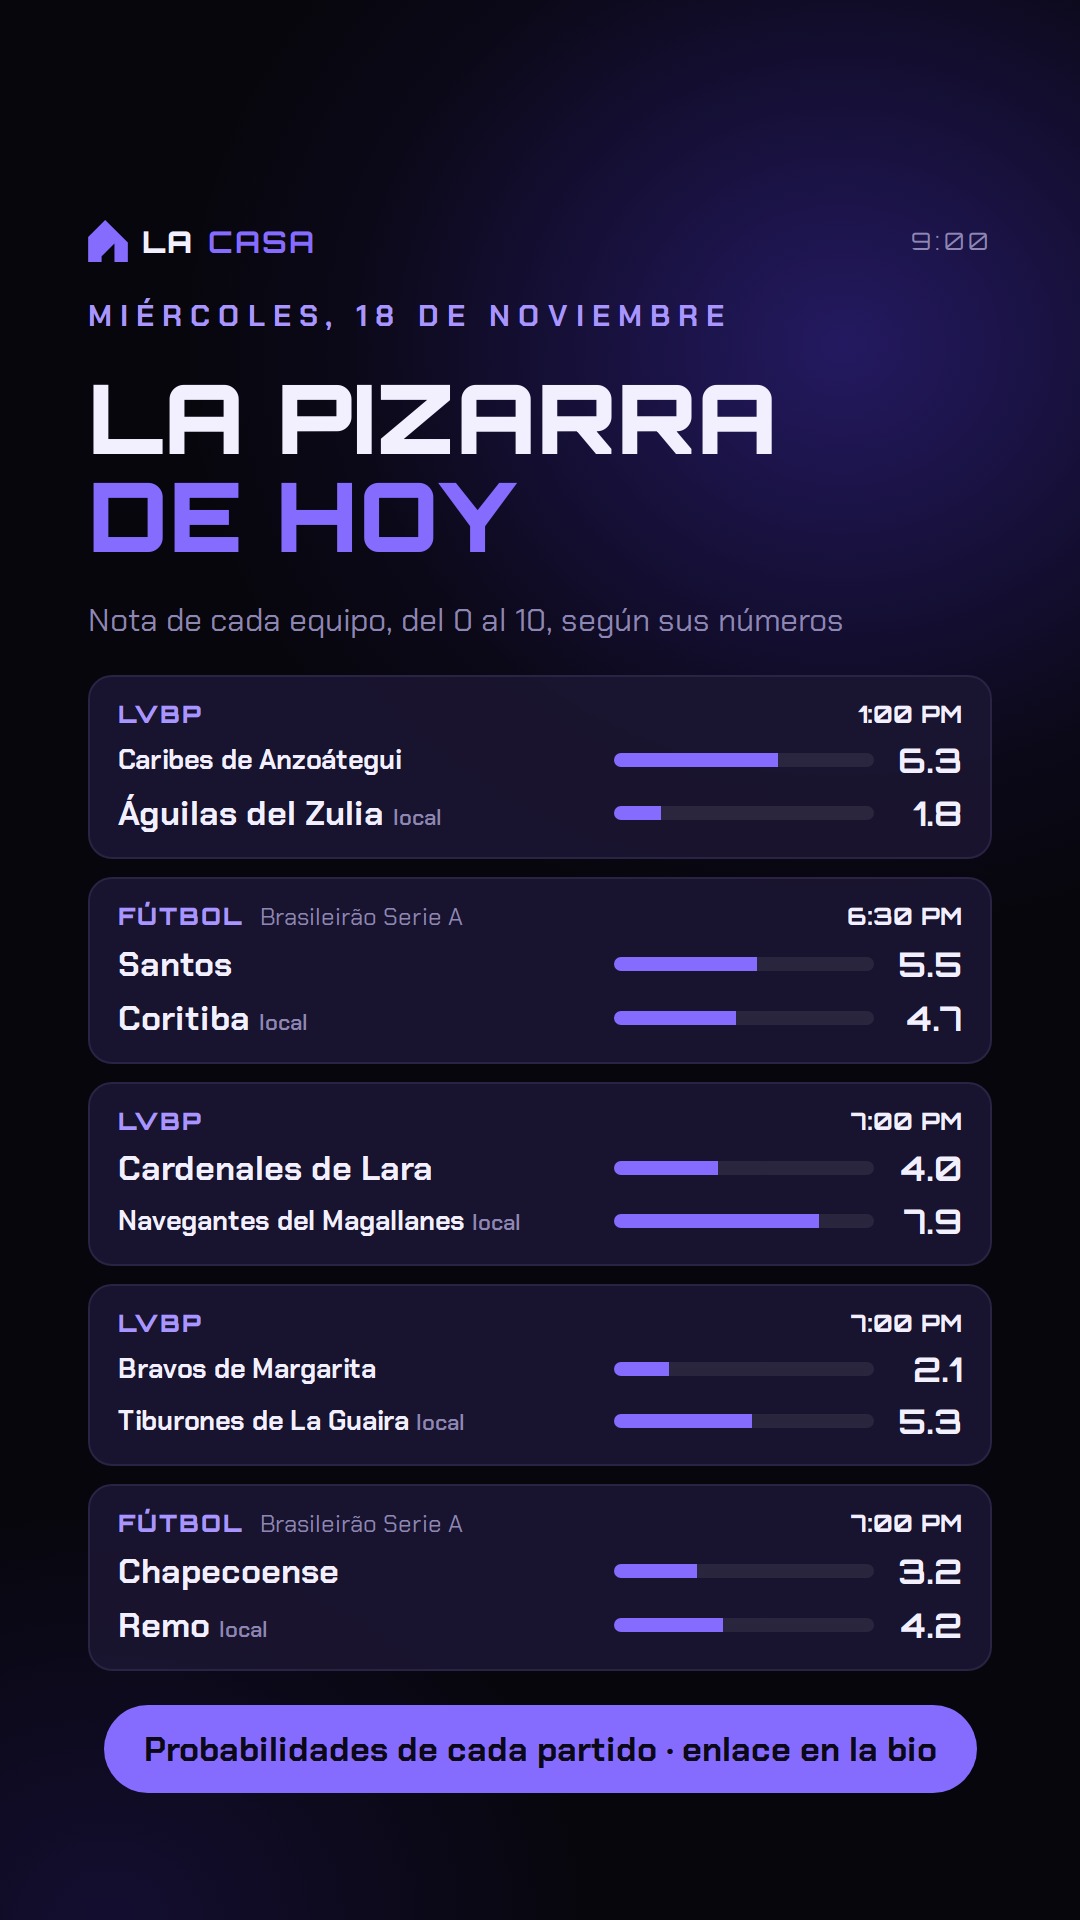 LA CASA
9:00
MIÉRCOLES, 18 DE NOVIEMBRE
LA PIZARRA
DE HOY
Nota de cada equipo, del 0 al 10, según sus números
LVBP 1:00 PM
Caribes de Anzoátegui 6.3
Águilas del Zulia local 1.8
FÚTBOL Brasileirão Serie A 6:30 PM
Santos 5.5
Coritiba local 4.7
LVBP 7:00 PM
Cardenales de Lara 4.0
Navegantes del Magallanes local 7.9
LVBP 7:00 PM
Bravos de Margarita 2.1
Tiburones de La Guaira local 5.3
FÚTBOL Brasileirão Serie A 7:00 PM
Chapecoense 3.2
Remo local 4.2
Probabilidades de cada partido · enlace en la bio